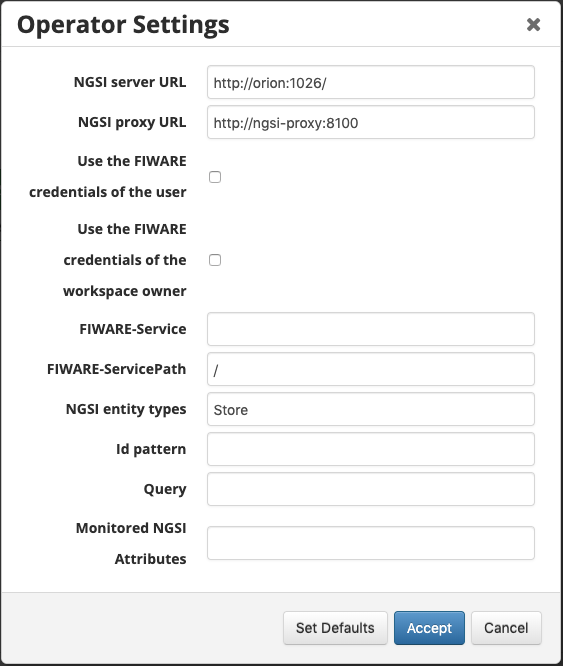 Operator Settings ✖
NGSI server URL http://orion:1026/
NGSI proxy URL http://ngsi-proxy:8100
Use the FIWARE
credentials of the user
Use the FIWARE
credentials of the
workspace owner
FIWARE-Service
FIWARE-ServicePath /
NGSI entity types Store
Id pattern
Query
Monitored NGSI
Attributes
Set Defaults Accept Cancel